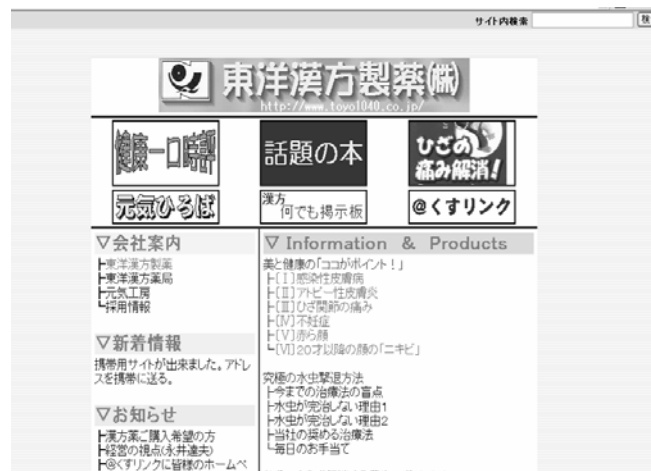 サイト内検索
検
東洋漢方製薬㈱
http://www.toyo1040.co.jp/
健康一口時評
話題の本
ひざの
痛み解消!
元気ひろば
漢方
何でも掲示板
@くすリンク
▽会社案内
┣東洋漢方製薬
┣東洋漢方薬局
┣元気工房
┗採用情報
▽新着情報
携帯用サイトが出来ました。アドレ
スを携帯に送る。
▽お知らせ
┣漢方薬ご購入希望の方
┣経営の視点(永井達夫)
┣@くすリンクに皆様のホームペ
▽ Information & Products
美と健康の「ココがポイント!」
┣[Ⅰ]感染性皮膚病
┣[Ⅱ]アトピー性皮膚炎
┣[Ⅲ]ひざ関節の痛み
┣[Ⅳ]不妊症
┣[Ⅴ]赤ら顔
┗[Ⅵ]20才以降の顔の「ニキビ」
究極の水虫撃退方法
┣今までの治療法の盲点
┣水虫が完治しない理由1
┣水虫が完治しない理由2
┣当社の奨める治療法
┗毎日のお手当て